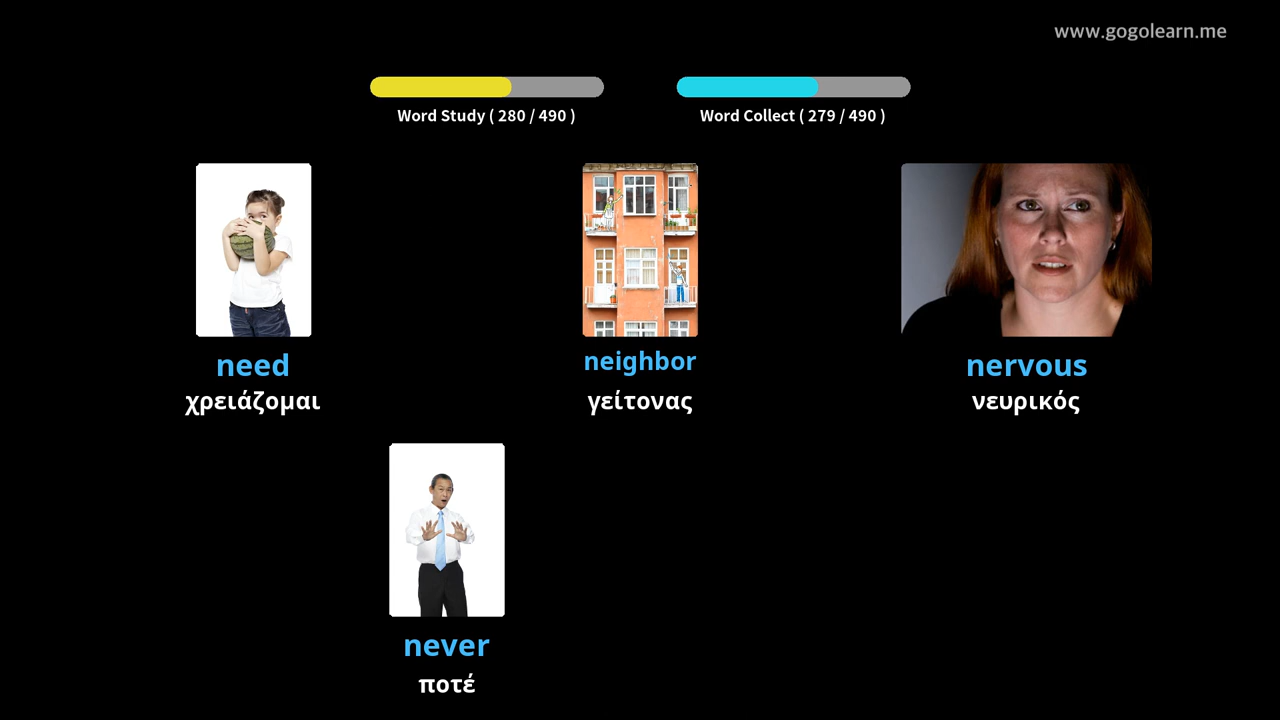 www.gogolearn.me
Word Study ( 280 / 490 )
Word Collect ( 279 / 490 )
need
neighbor
nervous
χρειάζομαι
γείτονας
νευρικός
never
ποτέ